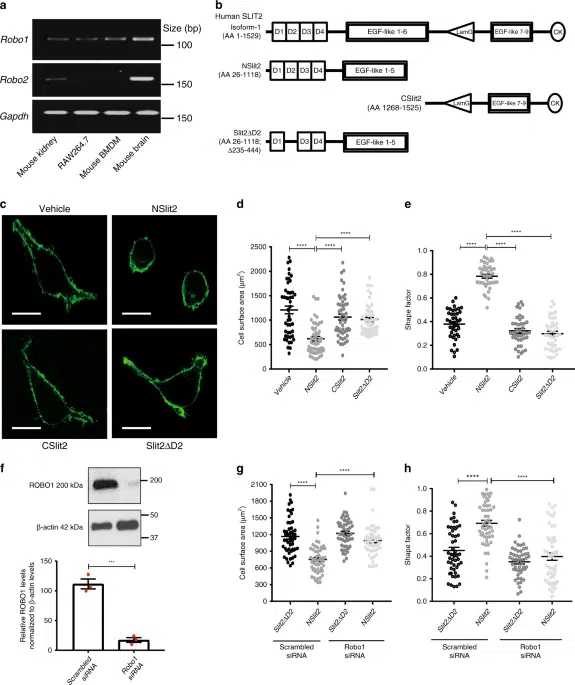 a
Size (bp)
Robo1
100
Robo2
150
Gapdh
150
Mouse kidney
RAW264.7
Mouse BMDM
Mouse brain
b
Human SLIT2
Isoform-1
(AA 1-1529)
D1 D2 D3 D4 EGF-like 1-6 LamG EGF-like 7-9 CK
NSlit2
(AA 26-1118)
D1 D2 D3 D4 EGF-like 1-5
CSlit2
(AA 1268-1525)
LamG EGF-like 7-9 CK
Slit2ΔD2
(AA 26-1118;
Δ235-444)
D1 D3 D4 EGF-like 1-5
c
Vehicle NSlit2
CSlit2 Slit2ΔD2
d
****
**** ****
Cell surface area (μm²)
2500
2000
1500
1000
500
0
Vehicle NSlit2 CSlit2 Slit2ΔD2
e
****
**** ****
Shape factor
1.0
0.8
0.6
0.4
0.2
0.0
Vehicle NSlit2 CSlit2 Slit2ΔD2
f
ROBO1 200 kDa 200
50
β-actin 42 kDa
37
Relative ROBO1 levels
normalized to β-actin levels
***
150
100
50
0
Scrambled
siRNA
Robo1
siRNA
g
****
****
Cell surface area (μm²)
2100
1800
1500
1200
900
600
300
0
Slit2ΔD2 NSlit2 Slit2ΔD2 NSlit2
Scrambled
siRNA
Robo1
siRNA
h
**** ****
Shape factor
1.0
0.8
0.6
0.4
0.2
0.0
Slit2ΔD2 NSlit2 Slit2ΔD2 NSlit2
Scrambled
siRNA
Robo1
siRNA